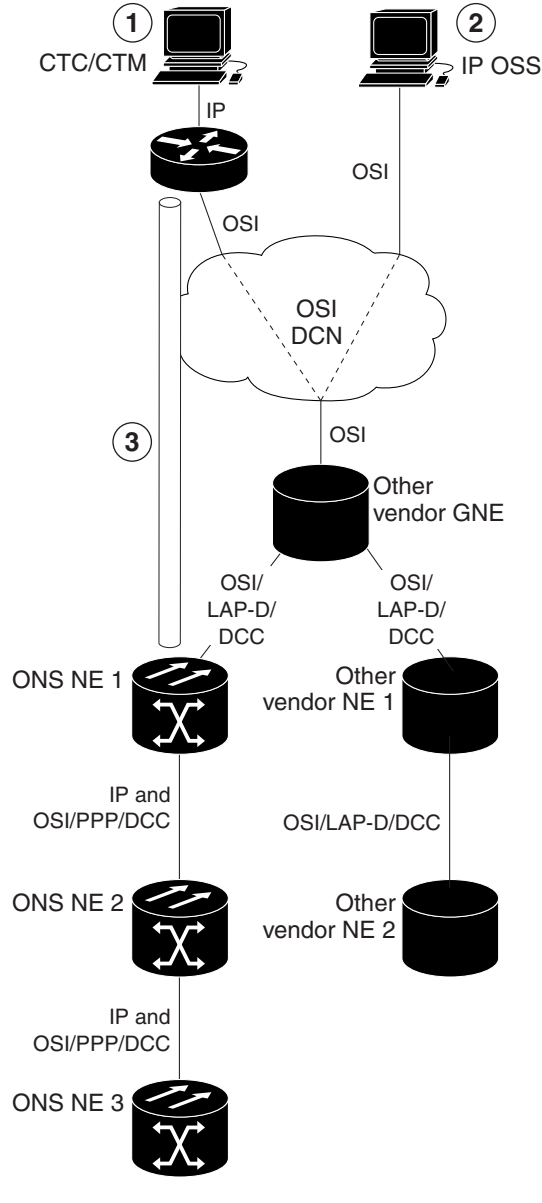 1
2
CTC/CTM
IP OSS
IP
OSI
OSI
OSI
DCN
3
OSI
Other
vendor GNE
OSI/
LAP-D/
DCC
OSI/
LAP-D/
DCC
ONS NE 1
Other
vendor NE 1
IP and
OSI/PPP/DCC
OSI/LAP-D/DCC
ONS NE 2
Other
vendor NE 2
IP and
OSI/PPP/DCC
ONS NE 3